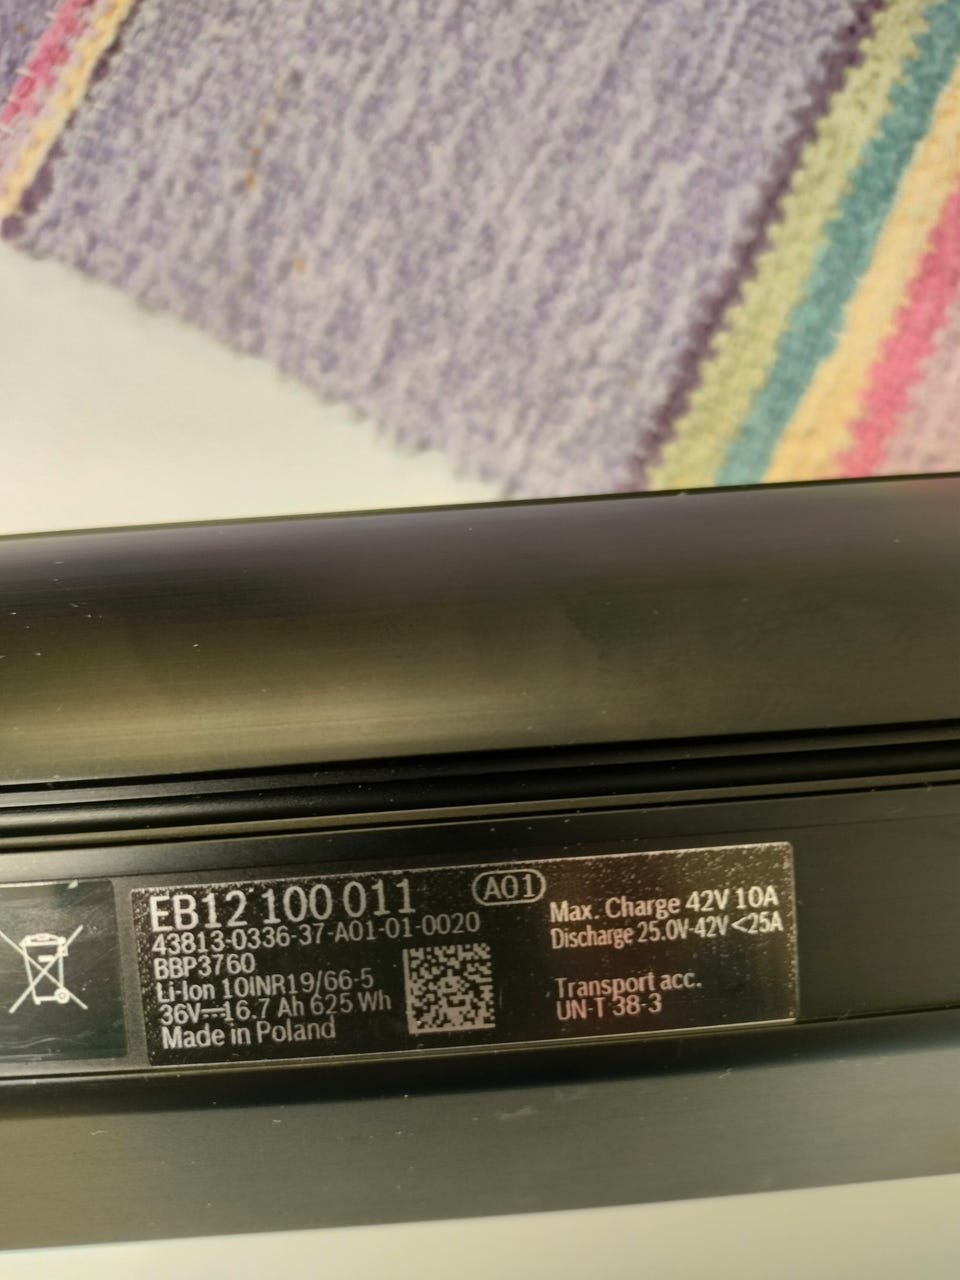 EB12 100 011
A01
43813-0336-37-A01-01-0020
BBP3760
Li-Ion 10INR19/66-5
36V⎓16.7 Ah 625 Wh
Made in Poland
Max. Charge 42V 10A
Discharge 25.0V-42V <25A
Transport acc.
UN-T 38-3